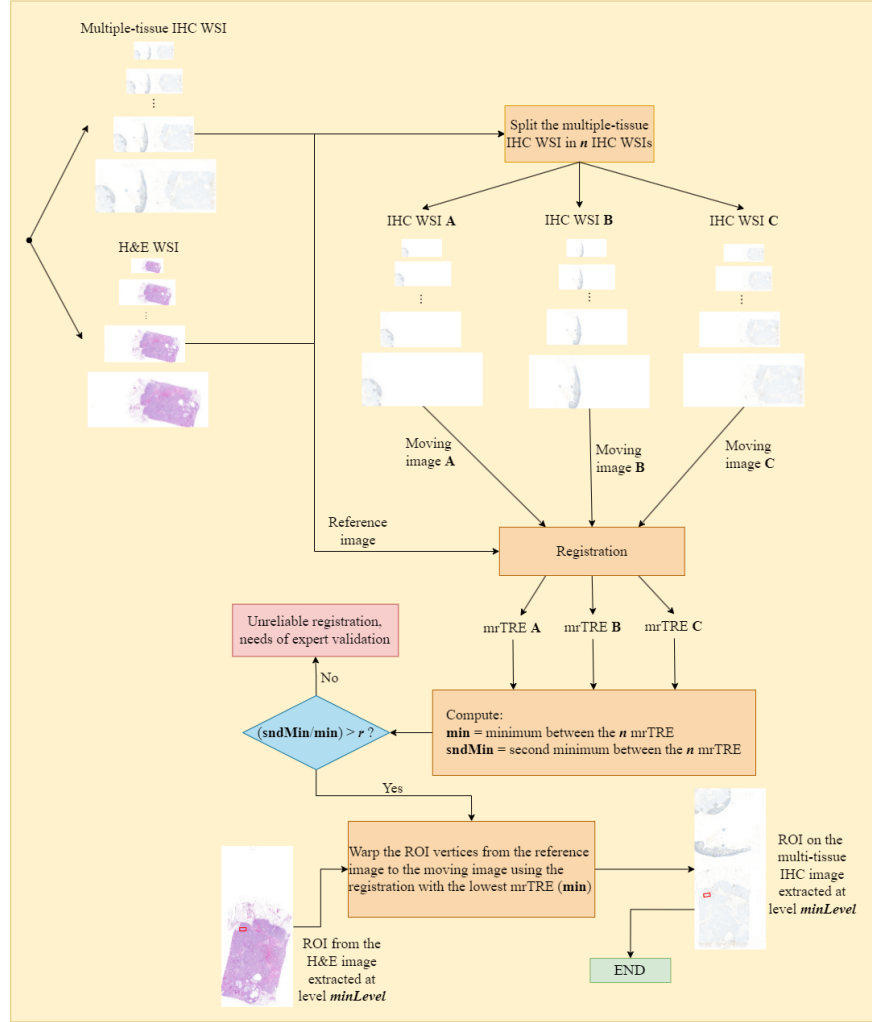 Multiple-tissue IHC WSI
⋮
H&E WSI
⋮
Split the multiple-tissue
IHC WSI in n IHC WSIs
IHC WSI A
IHC WSI B
IHC WSI C
⋮
⋮
⋮
Moving
image A
Moving
image B
Moving
image C
Reference
image
Registration
mrTRE A
mrTRE B
mrTRE C
Unreliable registration,
needs of expert validation
No
(sndMin/min) > r ?
Compute:
min = minimum between the n mrTRE
sndMin = second minimum between the n mrTRE
Yes
Warp the ROI vertices from the reference
image to the moving image using the
registration with the lowest mrTRE (min)
ROI on the
multi-tissue
IHC image
extracted at
level minLevel
ROI from the
H&E image
extracted at
level minLevel
END